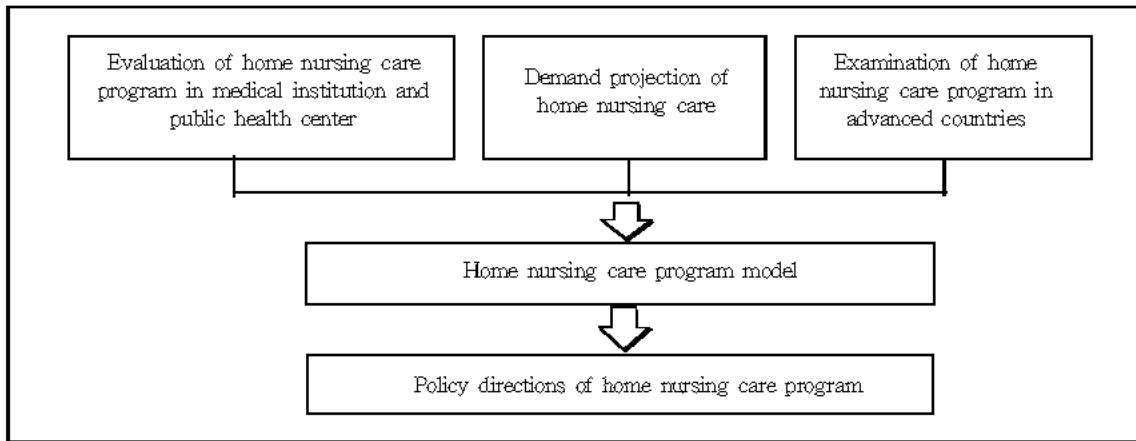 Evaluation of home nursing care
program in medical institution and
public health center
Demand projection of
home nursing care
Examination of home
nursing care program in
advanced countries
Home nursing care program model
Policy directions of home nursing care program